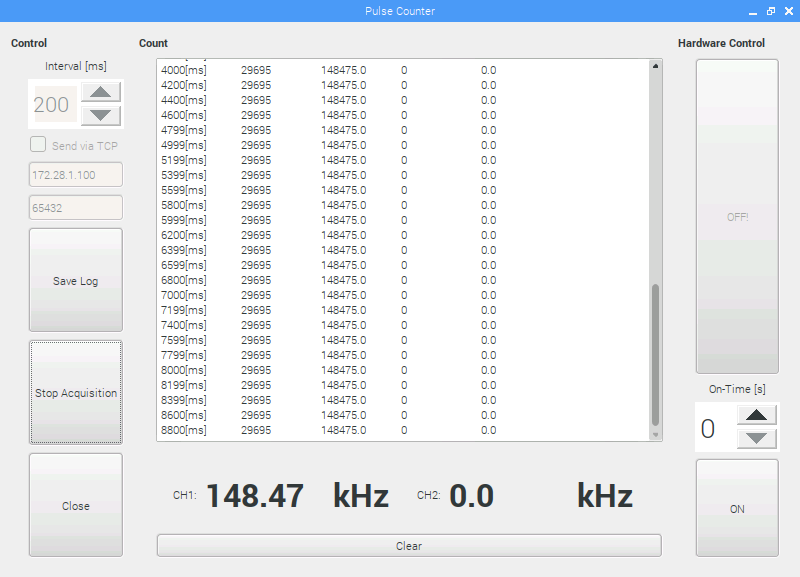 Pulse Counter
Control
Count
Hardware Control
Interval [ms]
200
Send via TCP
172.28.1.100
65432
Save Log
Stop Acquisition
Close
4000[ms] 29695 148475.0 0 0.0
4200[ms] 29695 148475.0 0 0.0
4400[ms] 29695 148475.0 0 0.0
4600[ms] 29695 148475.0 0 0.0
4799[ms] 29695 148475.0 0 0.0
4999[ms] 29695 148475.0 0 0.0
5199[ms] 29695 148475.0 0 0.0
5399[ms] 29695 148475.0 0 0.0
5599[ms] 29695 148475.0 0 0.0
5800[ms] 29695 148475.0 0 0.0
5999[ms] 29695 148475.0 0 0.0
6200[ms] 29695 148475.0 0 0.0
6399[ms] 29695 148475.0 0 0.0
6599[ms] 29695 148475.0 0 0.0
6800[ms] 29695 148475.0 0 0.0
7000[ms] 29695 148475.0 0 0.0
7199[ms] 29695 148475.0 0 0.0
7400[ms] 29695 148475.0 0 0.0
7599[ms] 29695 148475.0 0 0.0
7799[ms] 29695 148475.0 0 0.0
8000[ms] 29695 148475.0 0 0.0
8199[ms] 29695 148475.0 0 0.0
8399[ms] 29695 148475.0 0 0.0
8600[ms] 29695 148475.0 0 0.0
8800[ms] 29695 148475.0 0 0.0
CH1: 148.47 kHz CH2: 0.0 kHz
Clear
OFF!
On-Time [s]
0
ON